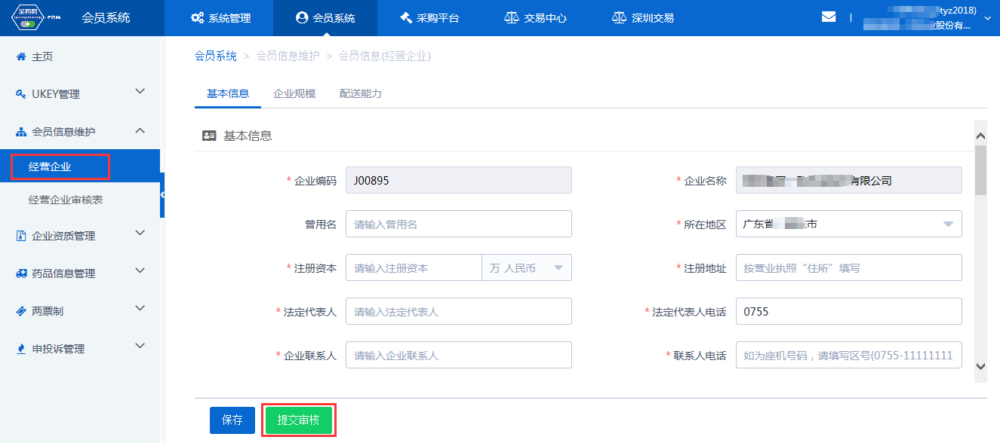 全药网
.COM
会员系统
系统管理
会员系统
采购平台
交易中心
深圳交易
tyz2018)
股份有...
主页
UKEY管理
会员信息维护
经营企业
经营企业审核表
企业资质管理
药品信息管理
两票制
申投诉管理
会员系统 > 会员信息维护 > 会员信息(经营企业)
基本信息 企业规模 配送能力
基本信息
* 企业编码 J00895 * 企业名称 有限公司
曾用名 请输入曾用名 * 所在地区 广东省 市
* 注册资本 请输入注册资本 万 人民币 * 注册地址 按营业执照“住所”填写
* 法定代表人 请输入法定代表人 * 法定代表人电话 0755
* 企业联系人 请输入企业联系人 * 联系人电话 如为座机号码，请填写区号(0755-11111111)
保存 提交审核